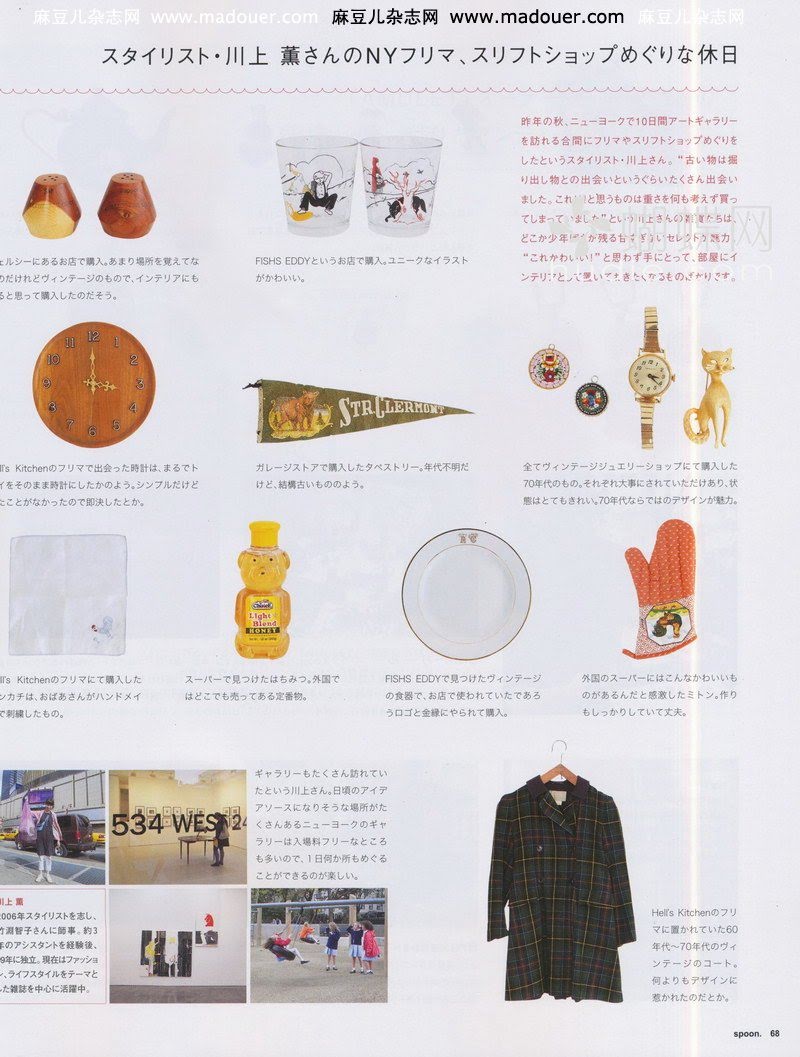 麻豆儿杂志网 www.madouer.com 麻豆儿杂志网 www.madouer.com 麻豆儿杂志网
スタイリスト・川上 薫さんのNYフリマ、スリフトショップめぐりな休日
昨年の秋、ニューヨークで10日間アートギャラリー
を訪れる合間にフリマやスリフトショップめぐりを
したというスタイリスト・川上さん。“古い物は掘
り出し物との出会いというぐらいたくさん出会い
ました。これ!と思うものは重さを何も考えず買っ
てしまっていました”という川上さんの雑貨たちは、
どこか少年っぽさが残る甘すぎないセレクトが魅力。
“これかわいい!”と思わず手にとって、部屋にイ
ンテリアとして置いておきたくなるものばかりです。
ェルシーにあるお店で購入。あまり場所を覚えてな
のだけれどヴィンテージのもので、インテリアにも
ると思って購入したのだそう。
FISHS EDDYというお店で購入。ユニークなイラスト
がかわいい。
12
1
2
3
4
5
6
7
8
9
10
11
STR CLERMONT
ll's Kitchenのフリマで出会った時計は、まるでト
イをそのまま時計にしたかのよう。シンプルだけど
たことがなかったので即決したとか。
ガレージストアで購入したタペストリー。年代不明だ
けど、結構古いもののよう。
全てヴィンテージジュエリーショップにて購入した
70年代のもの。それぞれ大事にされていただけあり、状
態はとてもきれい。70年代ならではのデザインが魅力。
Light
Blend
HONEY
ll's Kitchenのフリマにて購入した
ンカチは、おばあさんがハンドメイ
で刺繍したもの。
スーパーで見つけたはちみつ。外国で
はどこでも売ってある定番物。
FISHS EDDYで見つけたヴィンテージ
の食器で、お店で使われていたであろ
うロゴと金縁にやられて購入。
外国のスーパーにはこんなかわいいも
のがあるんだと感激したミトン。作り
もしっかりしていて丈夫。
534 WEST 24
ギャラリーもたくさん訪れてい
たという川上さん。日頃のアイデ
アソースになりそうな場所がた
くさんあるニューヨークのギャ
ラリーは入場料フリーなところ
も多いので、1日何か所もめぐる
ことができるのが楽しい。
川上 薫
2006年スタイリストを志し、
竹淵智子さんに師事。約3
年のアシスタントを経験後、
9年に独立。現在はファッショ
ン、ライフスタイルをテーマと
した雑誌を中心に活躍中。
Hell's Kitchenのフリ
マに置かれていた60
年代〜70年代のヴィ
ンテージのコート。
何よりもデザインに
惹かれたのだとか。
spoon. 68